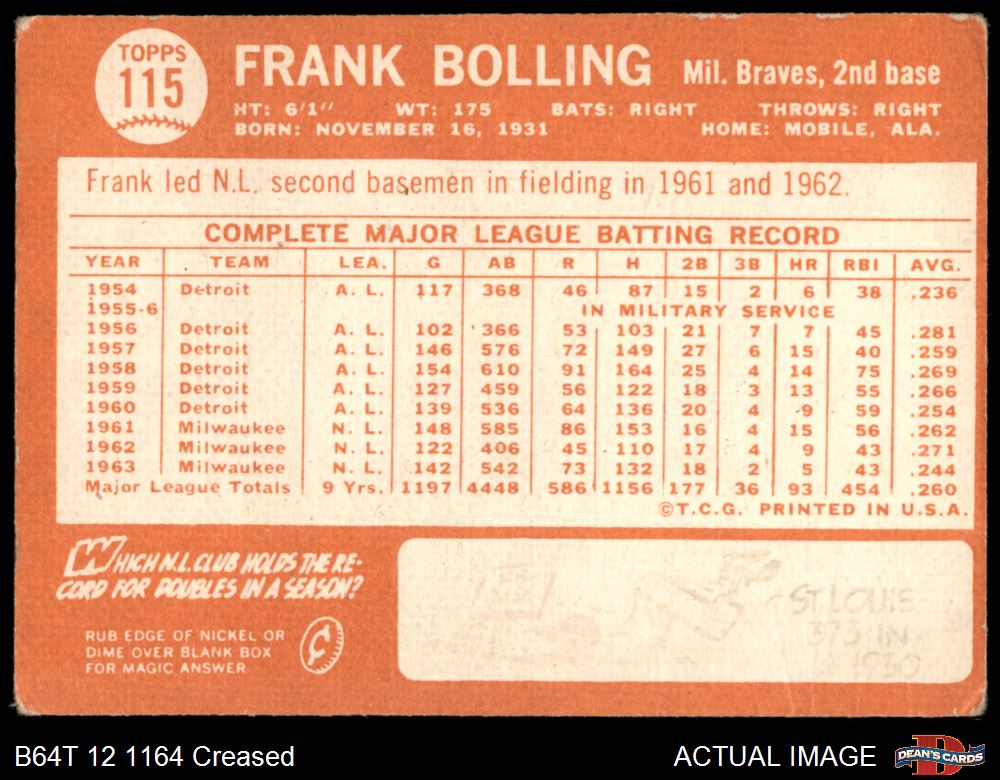 TOPPS
115
FRANK BOLLING Mil. Braves, 2nd base
HT: 6'1" WT: 175 BATS: RIGHT THROWS: RIGHT
BORN: NOVEMBER 16, 1931 HOME: MOBILE, ALA.
Frank led N.L. second basemen in fielding in 1961 and 1962.
COMPLETE MAJOR LEAGUE BATTING RECORD
YEAR TEAM LEA. G AB R H 2B 3B HR RBI AVG.
1954 Detroit A. L. 117 368 46 87 15 2 6 38 .236
1955-6 IN MILITARY SERVICE
1956 Detroit A. L. 102 366 53 103 21 7 7 45 .281
1957 Detroit A. L. 146 576 72 149 27 6 15 40 .259
1958 Detroit A. L. 154 610 91 164 25 4 14 75 .269
1959 Detroit A. L. 127 459 56 122 18 3 13 55 .266
1960 Detroit A. L. 139 536 64 136 20 4 9 59 .254
1961 Milwaukee N. L. 148 585 86 153 16 4 15 56 .262
1962 Milwaukee N. L. 122 406 45 110 17 4 9 43 .271
1963 Milwaukee N. L. 142 542 73 132 18 2 5 43 .244
Major League Totals 9 Yrs. 1197 4448 586 1156 177 36 93 454 .260
©T.C.G. PRINTED IN U.S.A.
WHICH N.L. CLUB HOLDS THE RE-
CORD FOR DOUBLES IN A SEASON?
RUB EDGE OF NICKEL OR
DIME OVER BLANK BOX
FOR MAGIC ANSWER
ST LOUIS
373 IN
1930
B64T 12 1164 Creased ACTUAL IMAGE DEAN'S CARDS